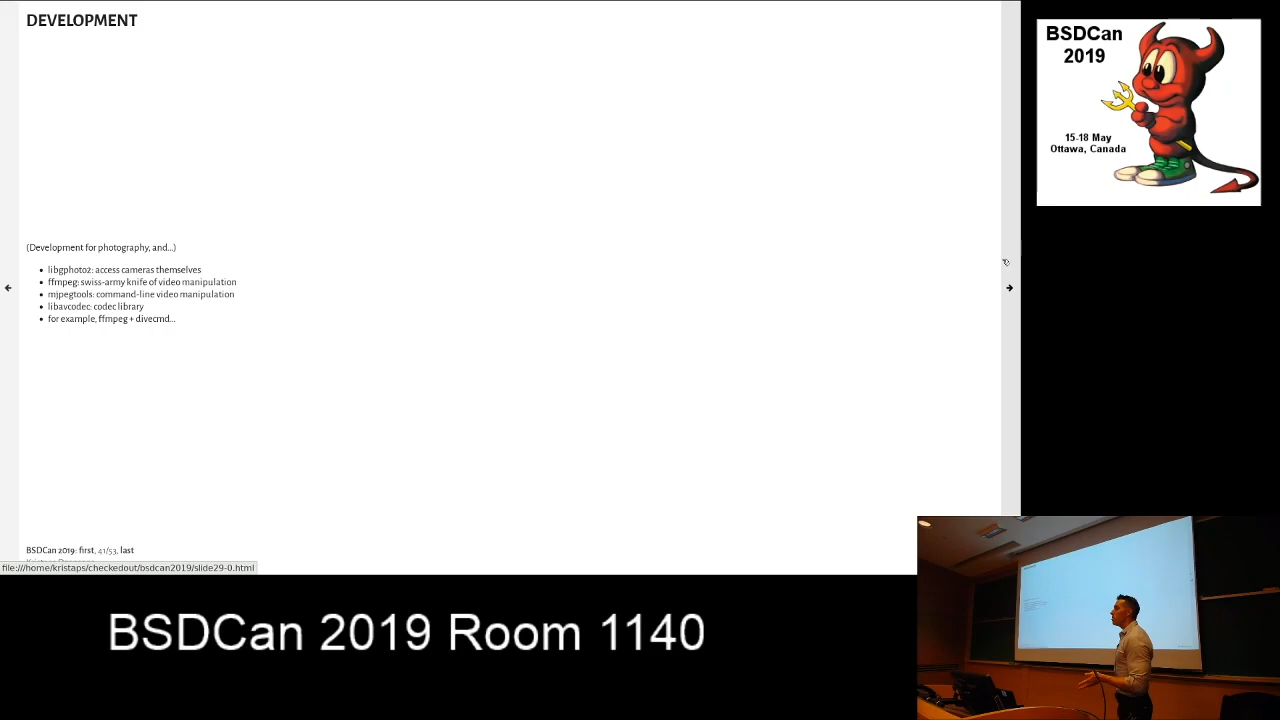 DEVELOPMENT
BSDCan
2019
15-18 May
Ottawa, Canada
(Development for photography, and...)
• libgphoto2: access cameras themselves
• ffmpeg: swiss-army knife of video manipulation
• mjpegtools: command-line video manipulation
• libavcodec: codec library
• for example, ffmpeg + divecmd...
BSDCan 2019: first, 41/53, last
file:///home/kristaps/checkedout/bsdcan2019/slide29-0.html
BSDCan 2019 Room 1140